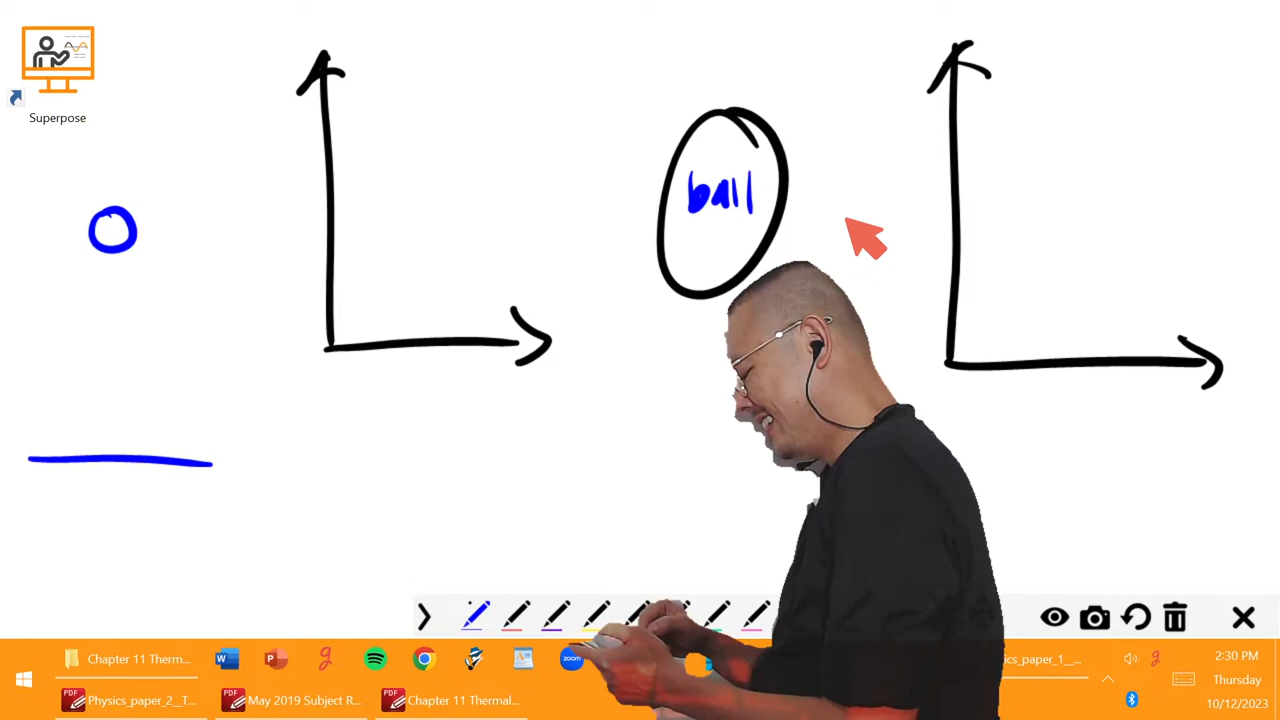 Superpose
ball
Chapter 11 Therm...
zoom
ics_paper_1_...
2:30 PM
Thursday
10/12/2023
Physics_paper_2__T...
May 2019 Subject R...
Chapter 11 Thermal...